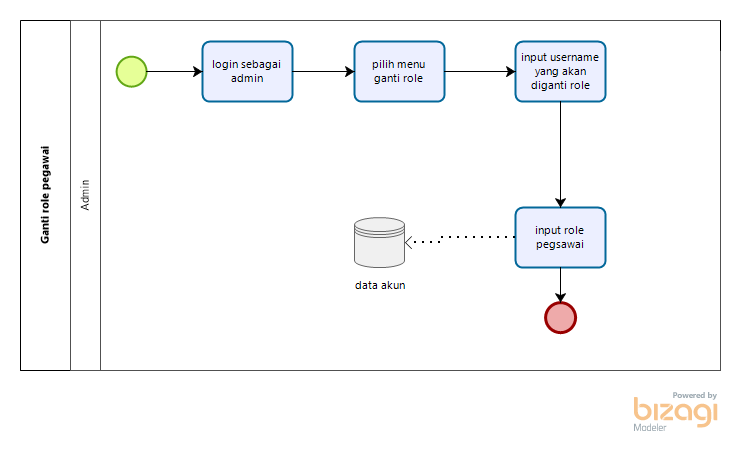 Ganti role pegawai
Admin
login sebagai
admin
pilih menu
ganti role
input username
yang akan
diganti role
input role
pegsawai
data akun
Powered by
bizagi
Modeler